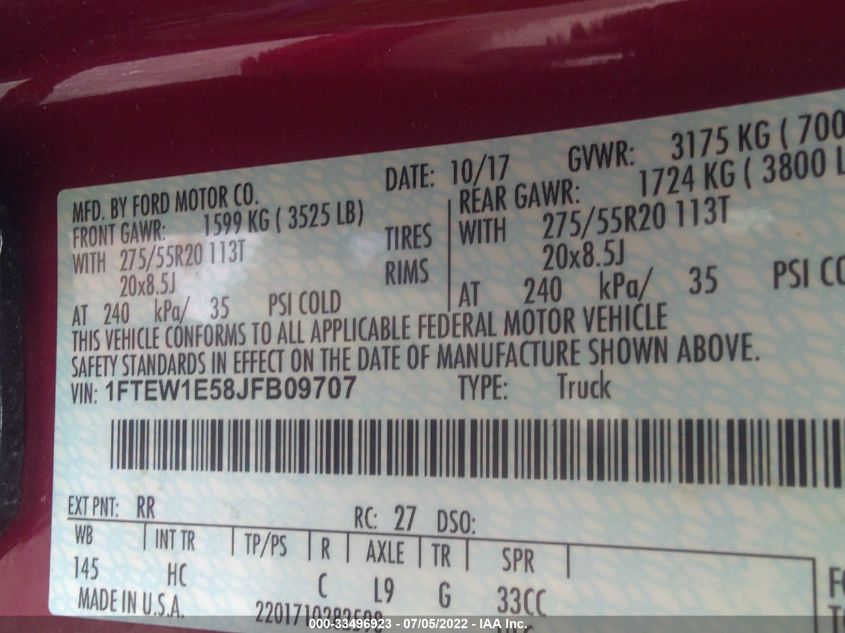 MFD. BY FORD MOTOR CO. DATE: 10/17 GVWR: 3175 KG ( 700
FRONT GAWR: 1599 KG ( 3525 LB) REAR GAWR: 1724 KG ( 3800 L
WITH 275/55R20 113T TIRES WITH 275/55R20 113T
20x8.5J RIMS 20x8.5J
AT 240 kPa/ 35 PSI COLD AT 240 kPa/ 35 PSI CO
THIS VEHICLE CONFORMS TO ALL APPLICABLE FEDERAL MOTOR VEHICLE
SAFETY STANDARDS IN EFFECT ON THE DATE OF MANUFACTURE SHOWN ABOVE.
VIN: 1FTEW1E58JFB09707 TYPE: Truck
EXT PNT: RR RC: 27 DSO:
WB INT TR TP/PS R AXLE TR SPR
145 HC C L9 G 33CC
MADE IN U.S.A.
000-33496923 - 07/05/2022 - IAA Inc.